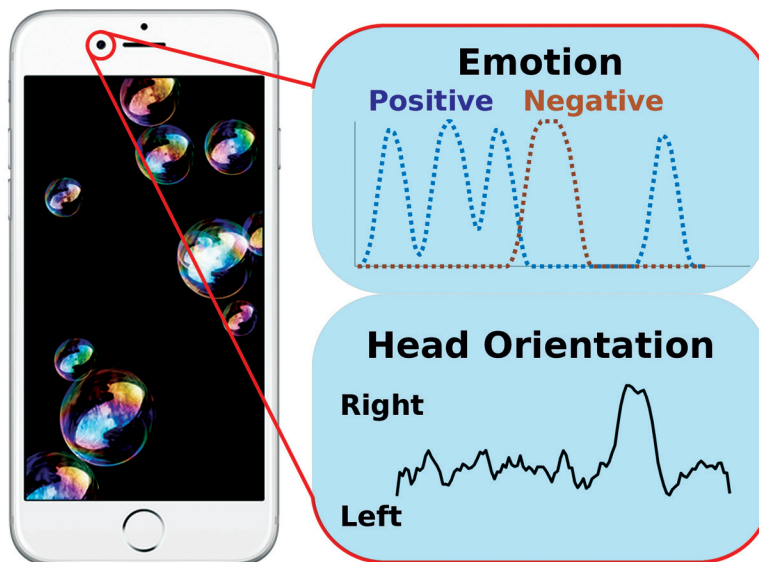 Emotion
Positive Negative
Head Orientation
Right
Left